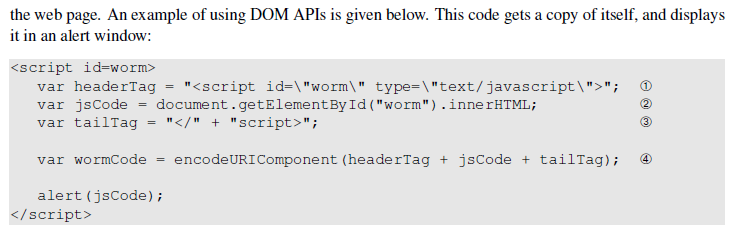 the web page. An example of using DOM APIs is given below. This code gets a copy of itself, and displays
it in an alert window:
<script id=worm>
   var headerTag = "<script id=\"worm\" type=\"text/javascript\">";  ①
   var jsCode = document.getElementById("worm").innerHTML;           ②
   var tailTag = "</" + "script>";                                   ③
   var wormCode = encodeURIComponent(headerTag + jsCode + tailTag);  ④
   alert(jsCode);
</script>